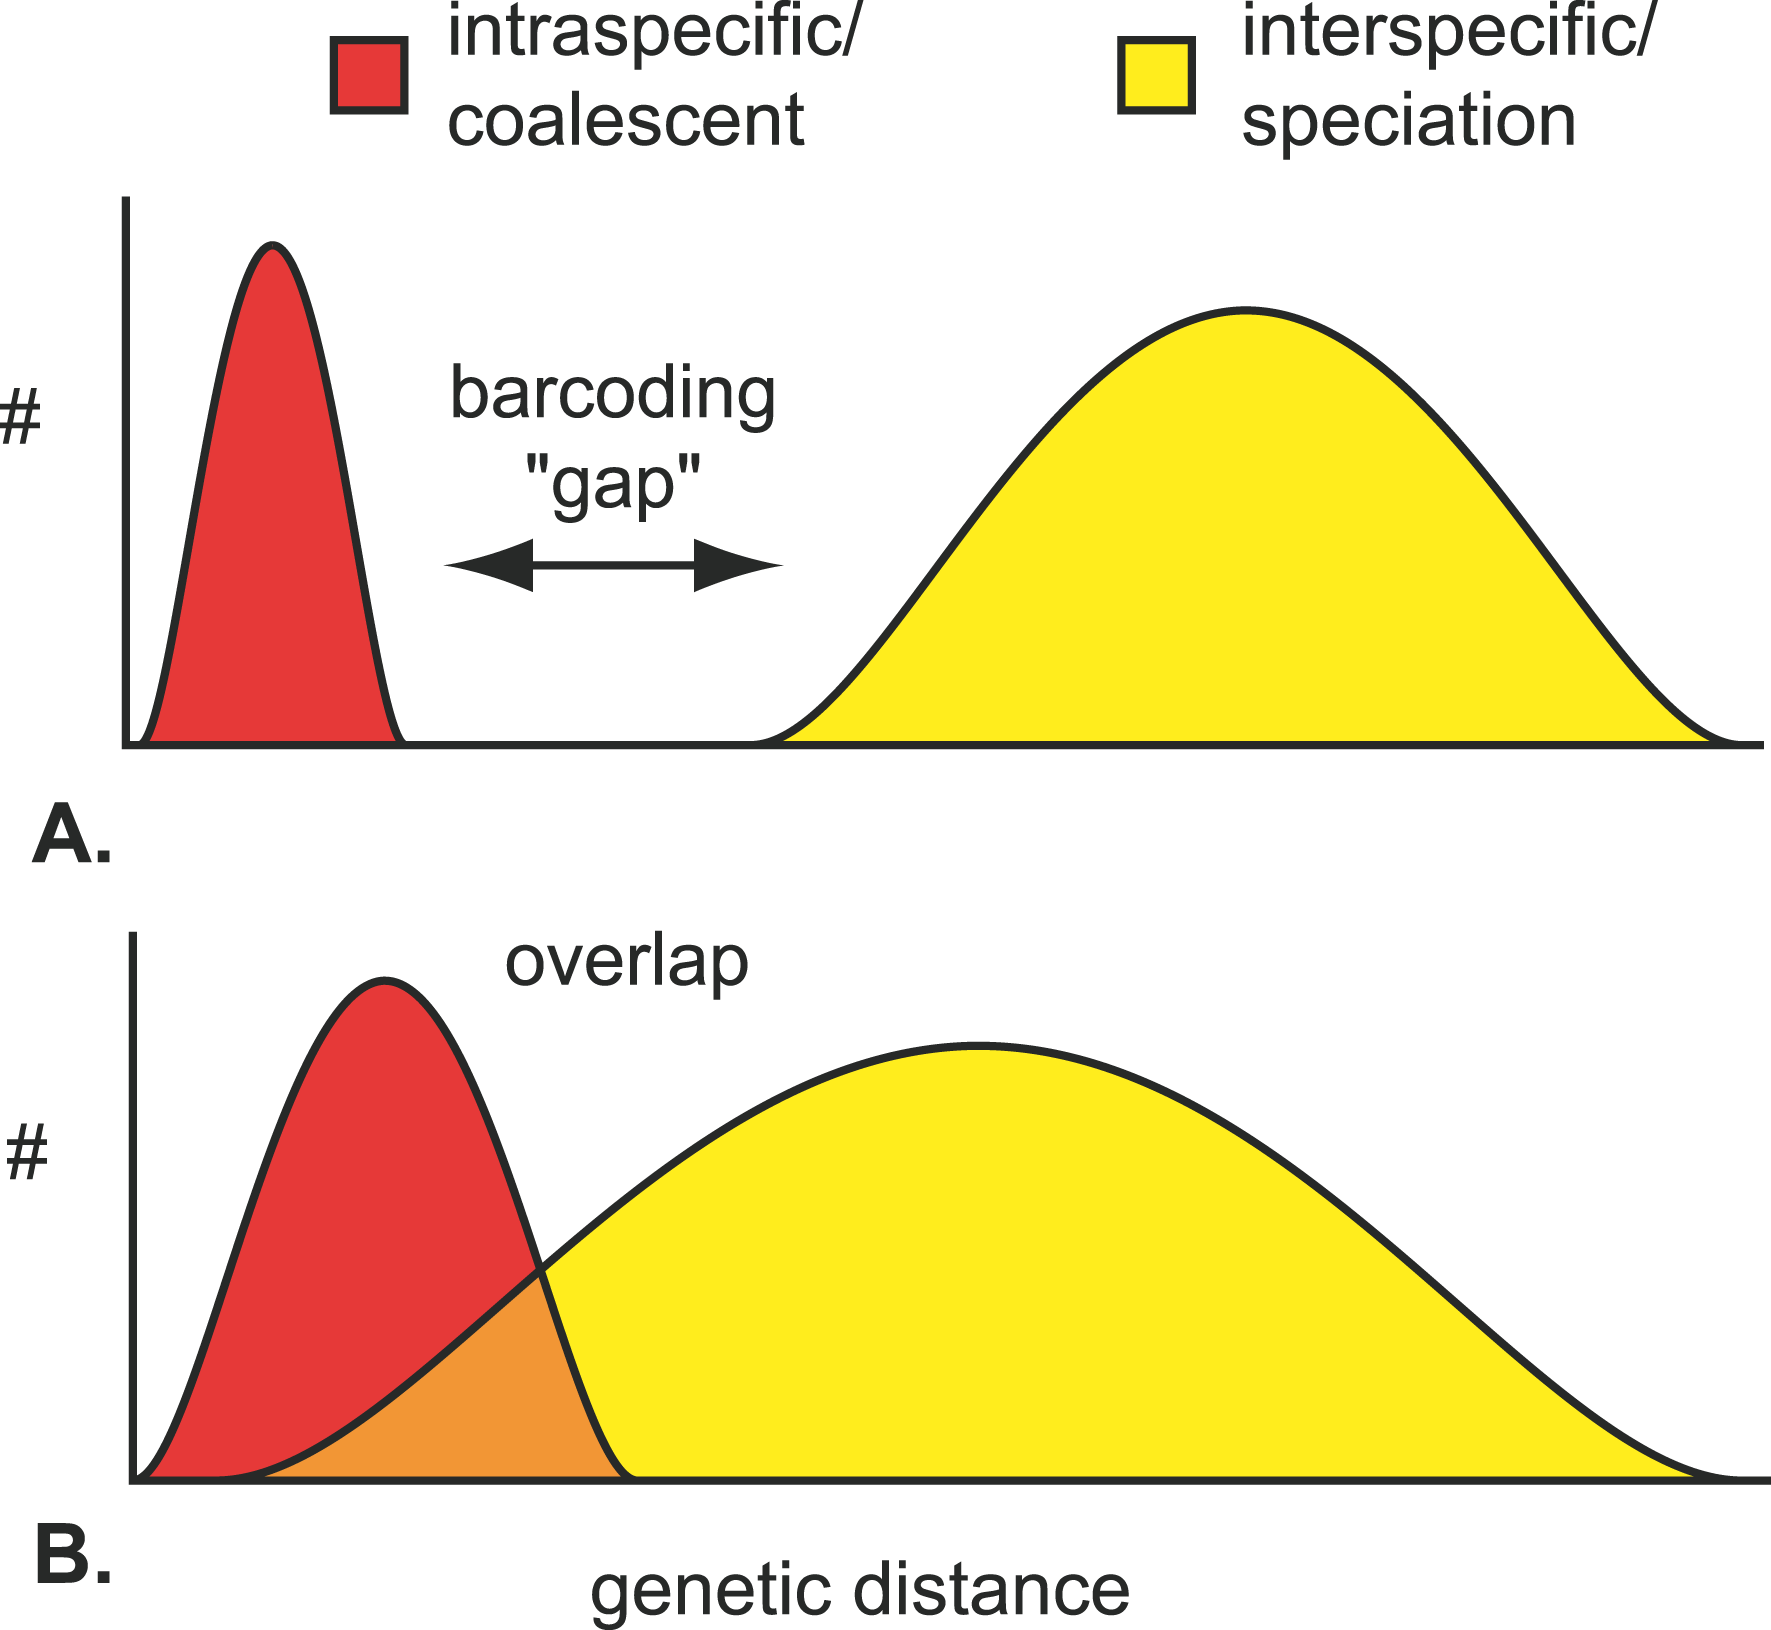 intraspecific/
coalescent
interspecific/
speciation
barcoding
"gap"
#
A.
overlap
#
B.
genetic distance